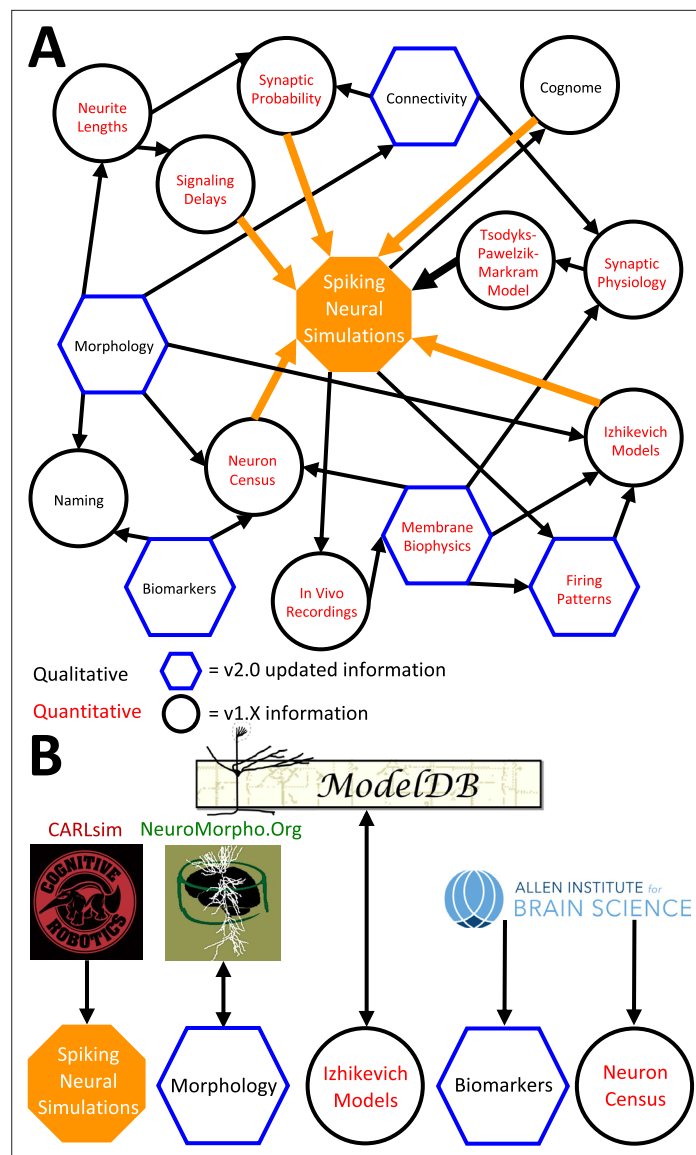 A
Neurite
Lengths
Synaptic
Probability
Connectivity
Cognome
Signaling
Delays
Tsodyks-
Pawelzik-
Markram
Model
Synaptic
Physiology
Spiking
Neural
Simulations
Morphology
Izhikevich
Models
Neuron
Census
Naming
Membrane
Biophysics
Biomarkers
In Vivo
Recordings
Firing
Patterns
Qualitative
= v2.0 updated information
Quantitative
= v1.X information
B
ModelDB
CARLsim
NeuroMorpho.Org
COGNITIVE
ROBOTICS
ALLEN INSTITUTE for
BRAIN SCIENCE
Spiking
Neural
Simulations
Morphology
Izhikevich
Models
Biomarkers
Neuron
Census